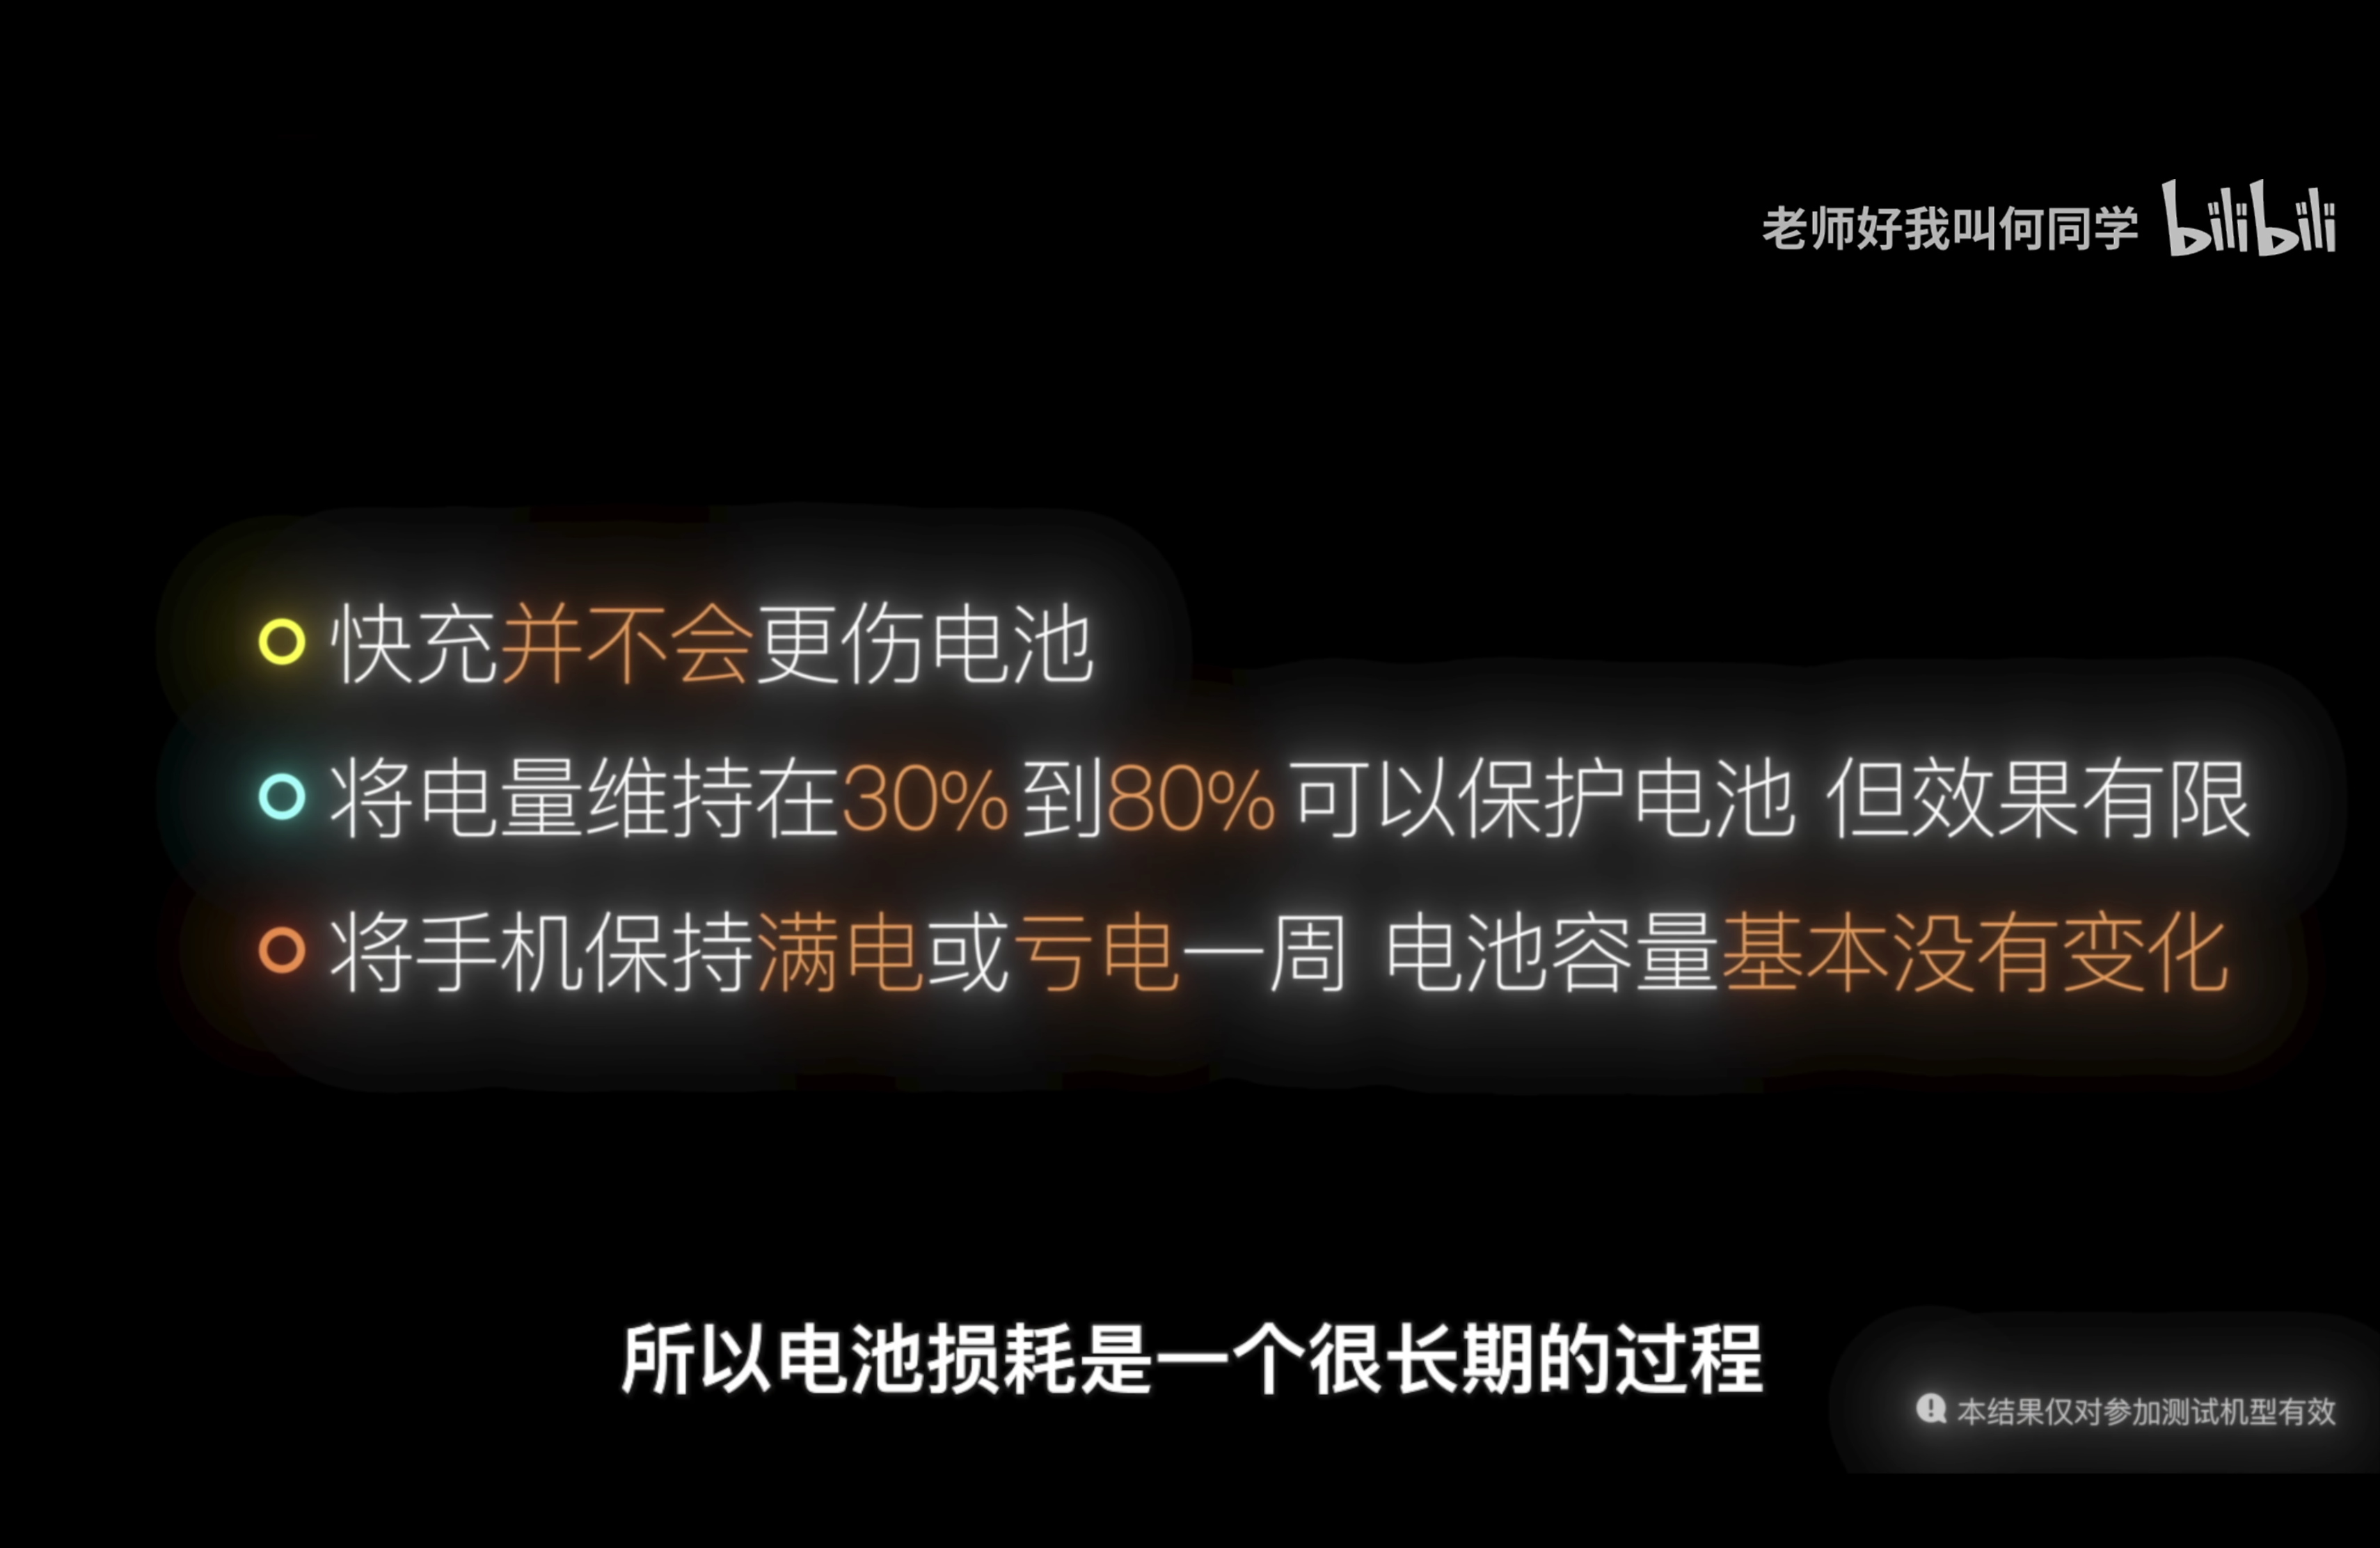 老师好我叫何同学 bilibili
快充并不会更伤电池
将电量维持在30%到80%可以保护电池 但效果有限
将手机保持满电或亏电一周 电池容量基本没有变化
所以电池损耗是一个很长期的过程
本结果仅对参加测试机型有效